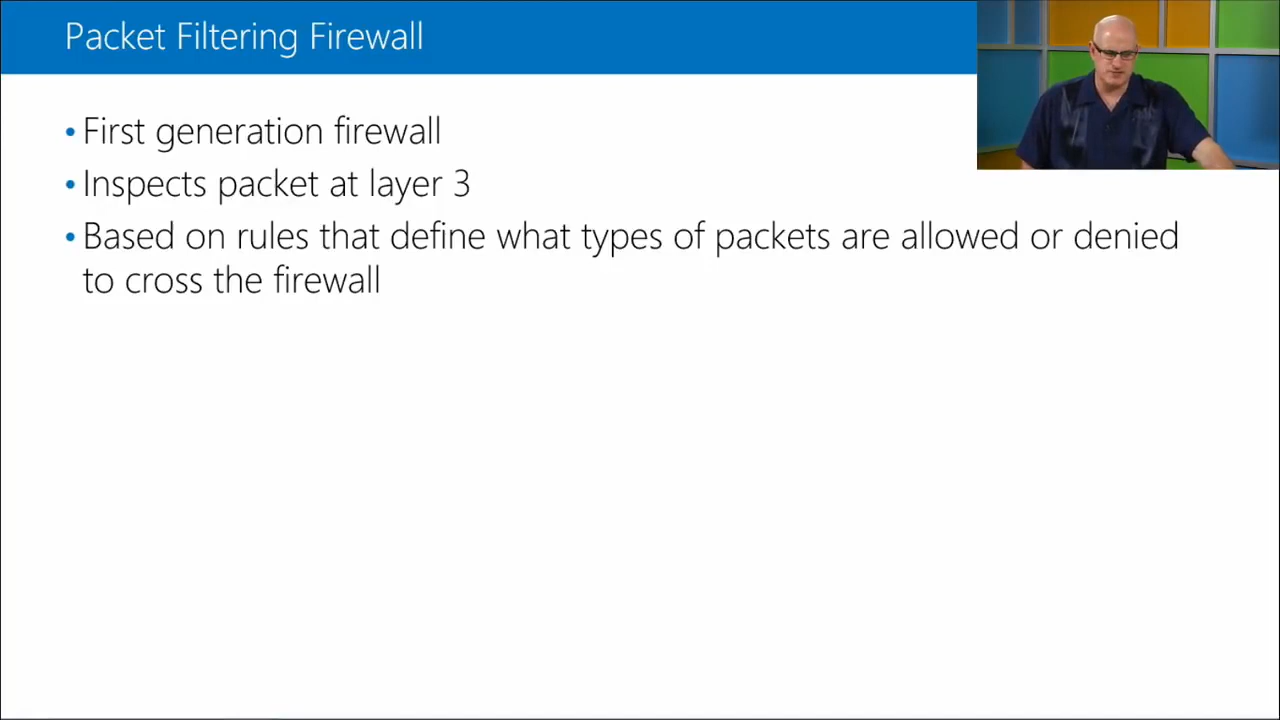 Packet Filtering Firewall
• First generation firewall
• Inspects packet at layer 3
• Based on rules that define what types of packets are allowed or denied
to cross the firewall